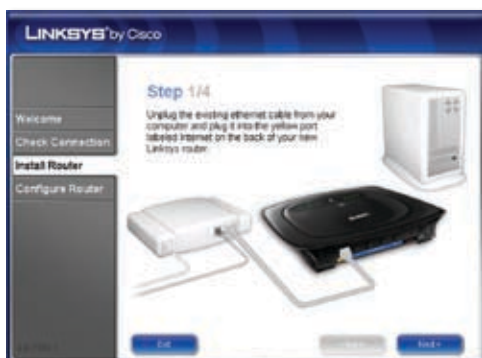 LINKSYS by Cisco
Step 1/4
Unplug the existing ethernet cable from your
computer and plug it into the yellow port
labeled Internet on the back of your new
Linksys router.
Welcome
Check Connection
Install Router
Configure Router
Exit
Next